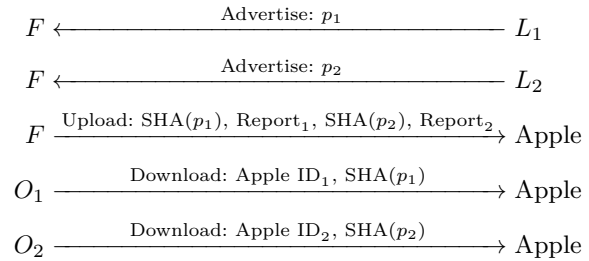 F Advertise: p₁ L₁
F Advertise: p₂ L₂
F Upload: SHA(p₁), Report₁, SHA(p₂), Report₂ Apple
O₁ Download: Apple ID₁, SHA(p₁) Apple
O₂ Download: Apple ID₂, SHA(p₂) Apple